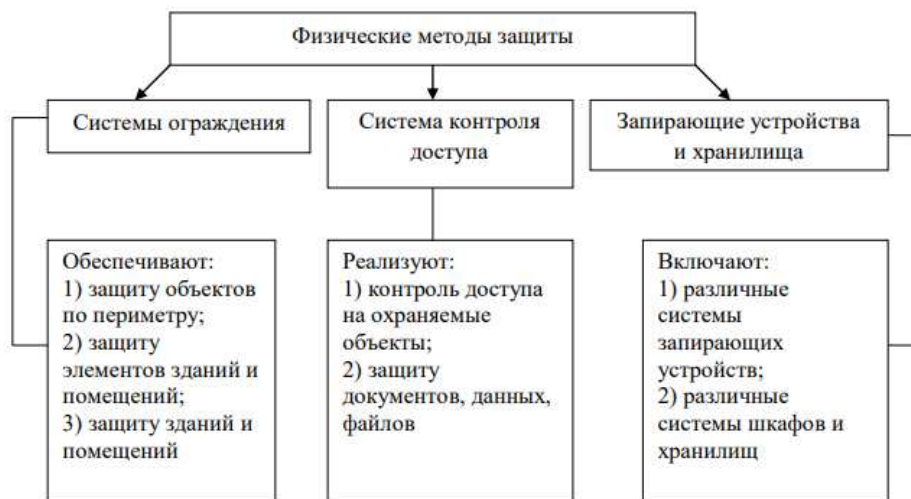 Физические методы защиты
Системы ограждения
Система контроля
доступа
Запирающие устройства
и хранилища
Обеспечивают:
1) защиту объектов
по периметру;
2) защиту
элементов зданий и
помещений;
3) защиту зданий и
помещений
Реализуют:
1) контроль доступа
на охраняемые
объекты;
2) защиту
документов, данных,
файлов
Включают:
1) различные
системы
запирающих
устройств;
2) различные
системы шкафов и
хранилищ